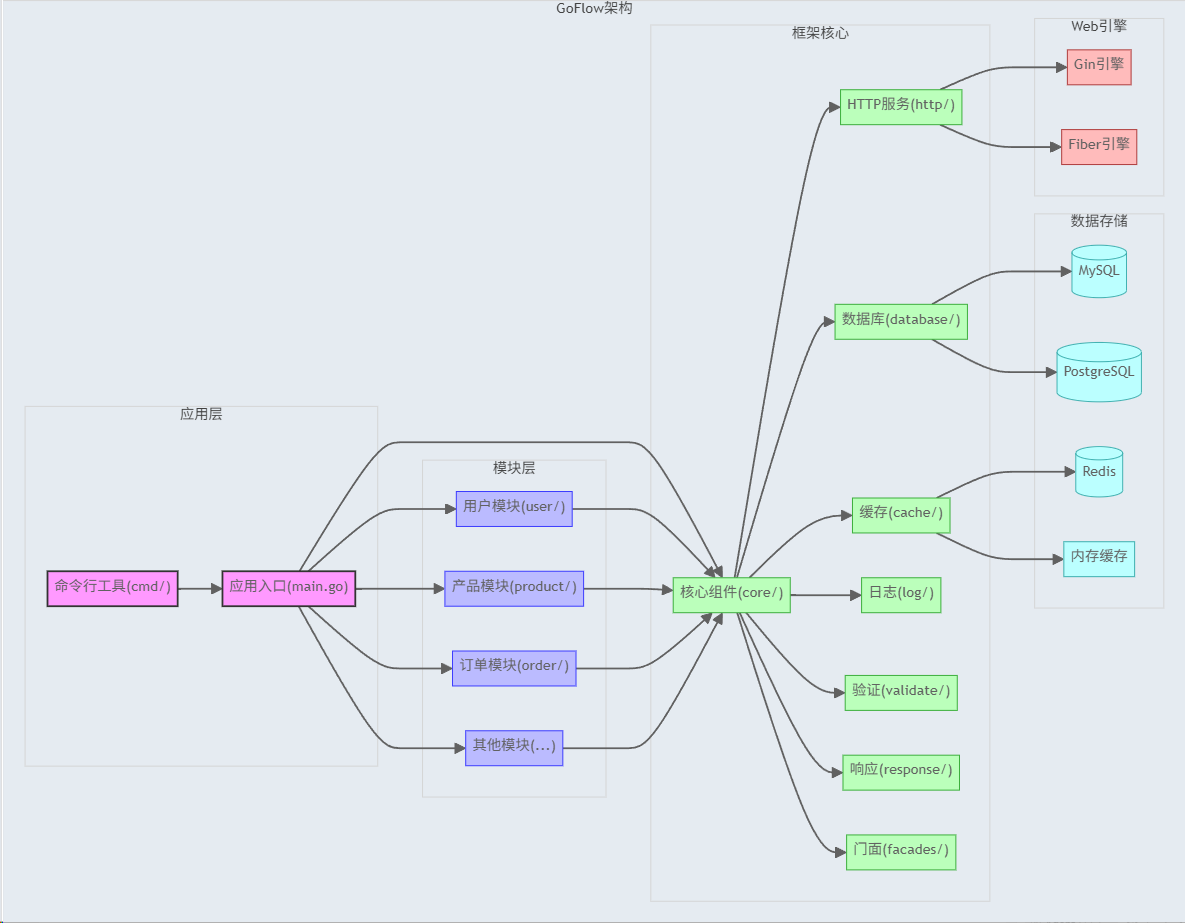 GoFlow架构
应用层
命令行工具(cmd/)
应用入口(main.go)
模块层
用户模块(user/)
产品模块(product/)
订单模块(order/)
其他模块(...)
框架核心
核心组件(core/)
HTTP服务(http/)
数据库(database/)
缓存(cache/)
日志(log/)
验证(validate/)
响应(response/)
门面(facades/)
Web引擎
Gin引擎
Fiber引擎
数据存储
MySQL
PostgreSQL
Redis
内存缓存